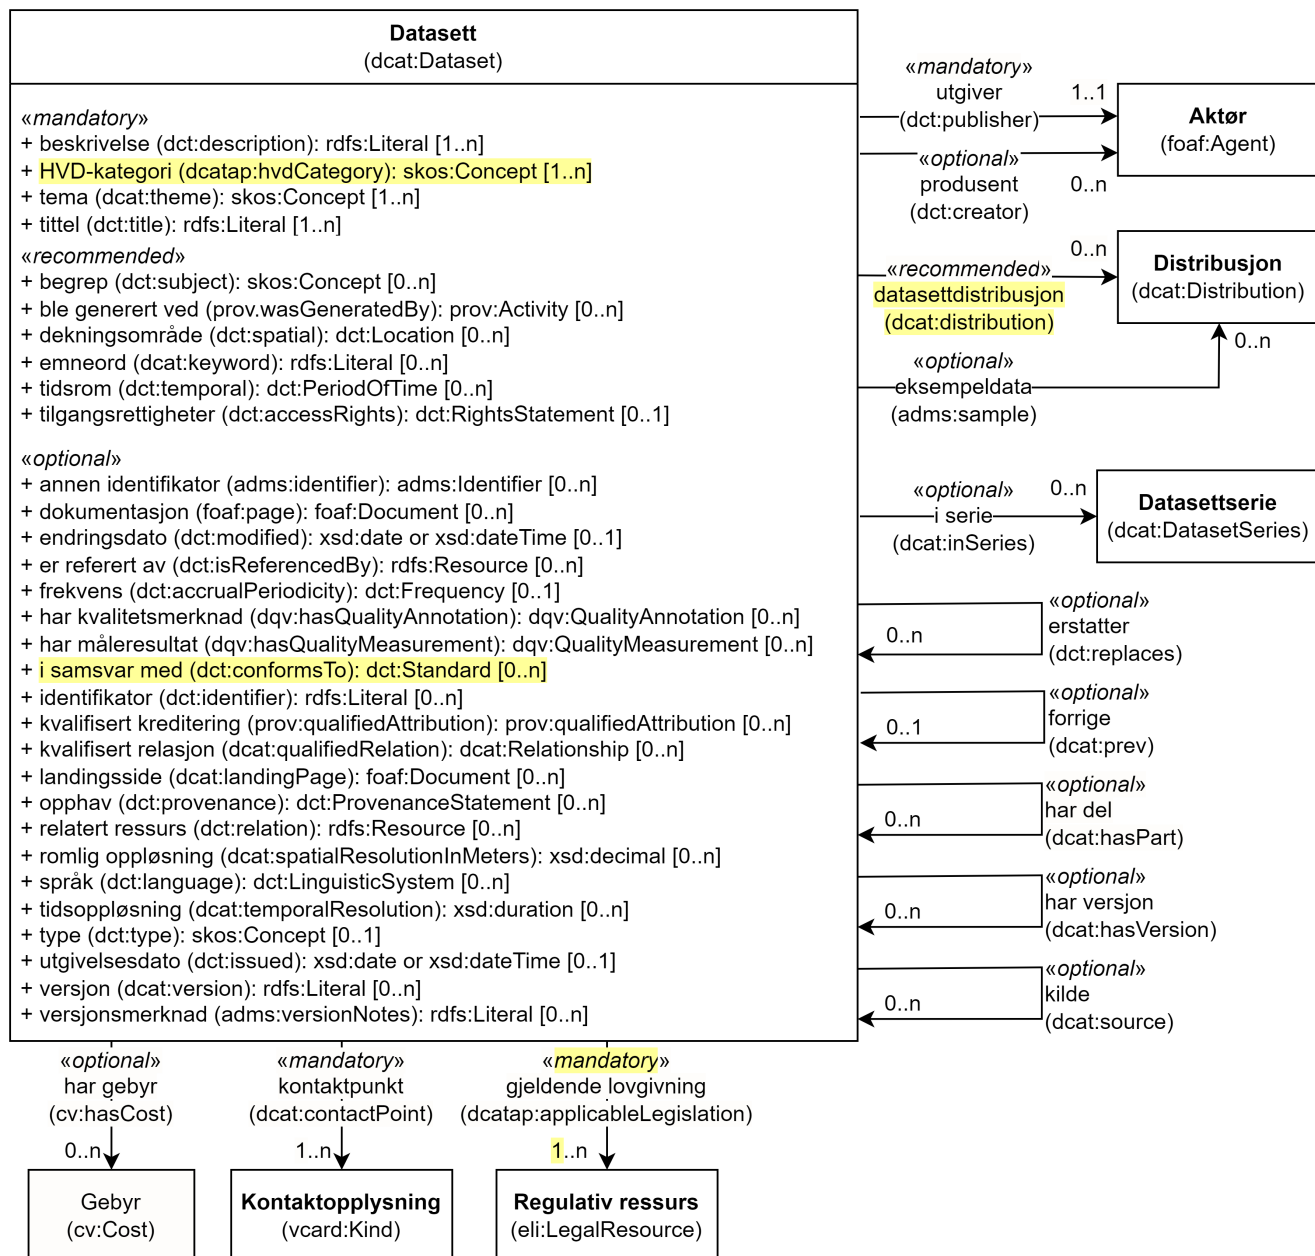 Datasett
(dcat:Dataset)
«mandatory»
+ beskrivelse (dct:description): rdfs:Literal [1..n]
+ HVD-kategori (dcatap:hvdCategory): skos:Concept [1..n]
+ tema (dcat:theme): skos:Concept [1..n]
+ tittel (dct:title): rdfs:Literal [1..n]
«recommended»
+ begrep (dct:subject): skos:Concept [0..n]
+ ble generert ved (prov.wasGeneratedBy): prov:Activity [0..n]
+ dekningsområde (dct:spatial): dct:Location [0..n]
+ emneord (dcat:keyword): rdfs:Literal [0..n]
+ tidsrom (dct:temporal): dct:PeriodOfTime [0..n]
+ tilgangsrettigheter (dct:accessRights): dct:RightsStatement [0..1]
«optional»
+ annen identifikator (adms:identifier): adms:Identifier [0..n]
+ dokumentasjon (foaf:page): foaf:Document [0..n]
+ endringsdato (dct:modified): xsd:date or xsd:dateTime [0..1]
+ er referert av (dct:isReferencedBy): rdfs:Resource [0..n]
+ frekvens (dct:accrualPeriodicity): dct:Frequency [0..1]
+ har kvalitetsmerknad (dqv:hasQualityAnnotation): dqv:QualityAnnotation [0..n]
+ har måleresultat (dqv:hasQualityMeasurement): dqv:QualityMeasurement [0..n]
+ i samsvar med (dct:conformsTo): dct:Standard [0..n]
+ identifikator (dct:identifier): rdfs:Literal [0..n]
+ kvalifisert kreditering (prov:qualifiedAttribution): prov:qualifiedAttribution [0..n]
+ kvalifisert relasjon (dcat:qualifiedRelation): dcat:Relationship [0..n]
+ landingsside (dcat:landingPage): foaf:Document [0..n]
+ opphav (dct:provenance): dct:ProvenanceStatement [0..n]
+ relatert ressurs (dct:relation): rdfs:Resource [0..n]
+ romlig oppløsning (dcat:spatialResolutionInMeters): xsd:decimal [0..n]
+ språk (dct:language): dct:LinguisticSystem [0..n]
+ tidsoppløsning (dcat:temporalResolution): xsd:duration [0..n]
+ type (dct:type): skos:Concept [0..1]
+ utgivelsesdato (dct:issued): xsd:date or xsd:dateTime [0..1]
+ versjon (dcat:version): rdfs:Literal [0..n]
+ versjonsmerknad (adms:versionNotes): rdfs:Literal [0..n]
«mandatory»
utgiver
(dct:publisher)
1..1
«optional»
produsent
(dct:creator)
0..n
Aktør
(foaf:Agent)
«recommended»
datasettdistribusjon
(dcat:distribution)
0..n
Distribusjon
(dcat:Distribution)
«optional»
eksempeldata
(adms:sample)
0..n
«optional»
i serie
(dcat:inSeries)
0..n
Datasettserie
(dcat:DatasetSeries)
«optional»
erstatter
(dct:replaces)
0..n
«optional»
forrige
(dcat:prev)
0..1
«optional»
har del
(dcat:hasPart)
0..n
«optional»
har versjon
(dcat:hasVersion)
0..n
«optional»
kilde
(dcat:source)
0..n
«optional»
har gebyr
(cv:hasCost)
0..n
Gebyr
(cv:Cost)
«mandatory»
kontaktpunkt
(dcat:contactPoint)
1..n
Kontaktopplysning
(vcard:Kind)
«mandatory»
gjeldende lovgivning
(dcatap:applicableLegislation)
1..n
Regulativ ressurs
(eli:LegalResource)